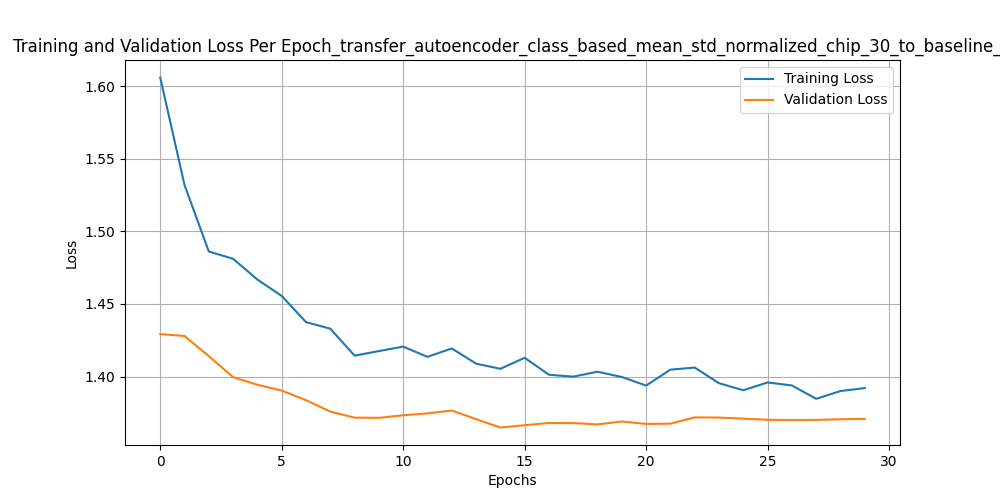 Training and Validation Loss Per Epoch_transfer_autoencoder_class_based_mean_std_normalized_chip_30_to_baseline_
Training Loss
Validation Loss
1.60
1.55
1.50
1.45
1.40
Loss
0 5 10 15 20 25 30
Epochs